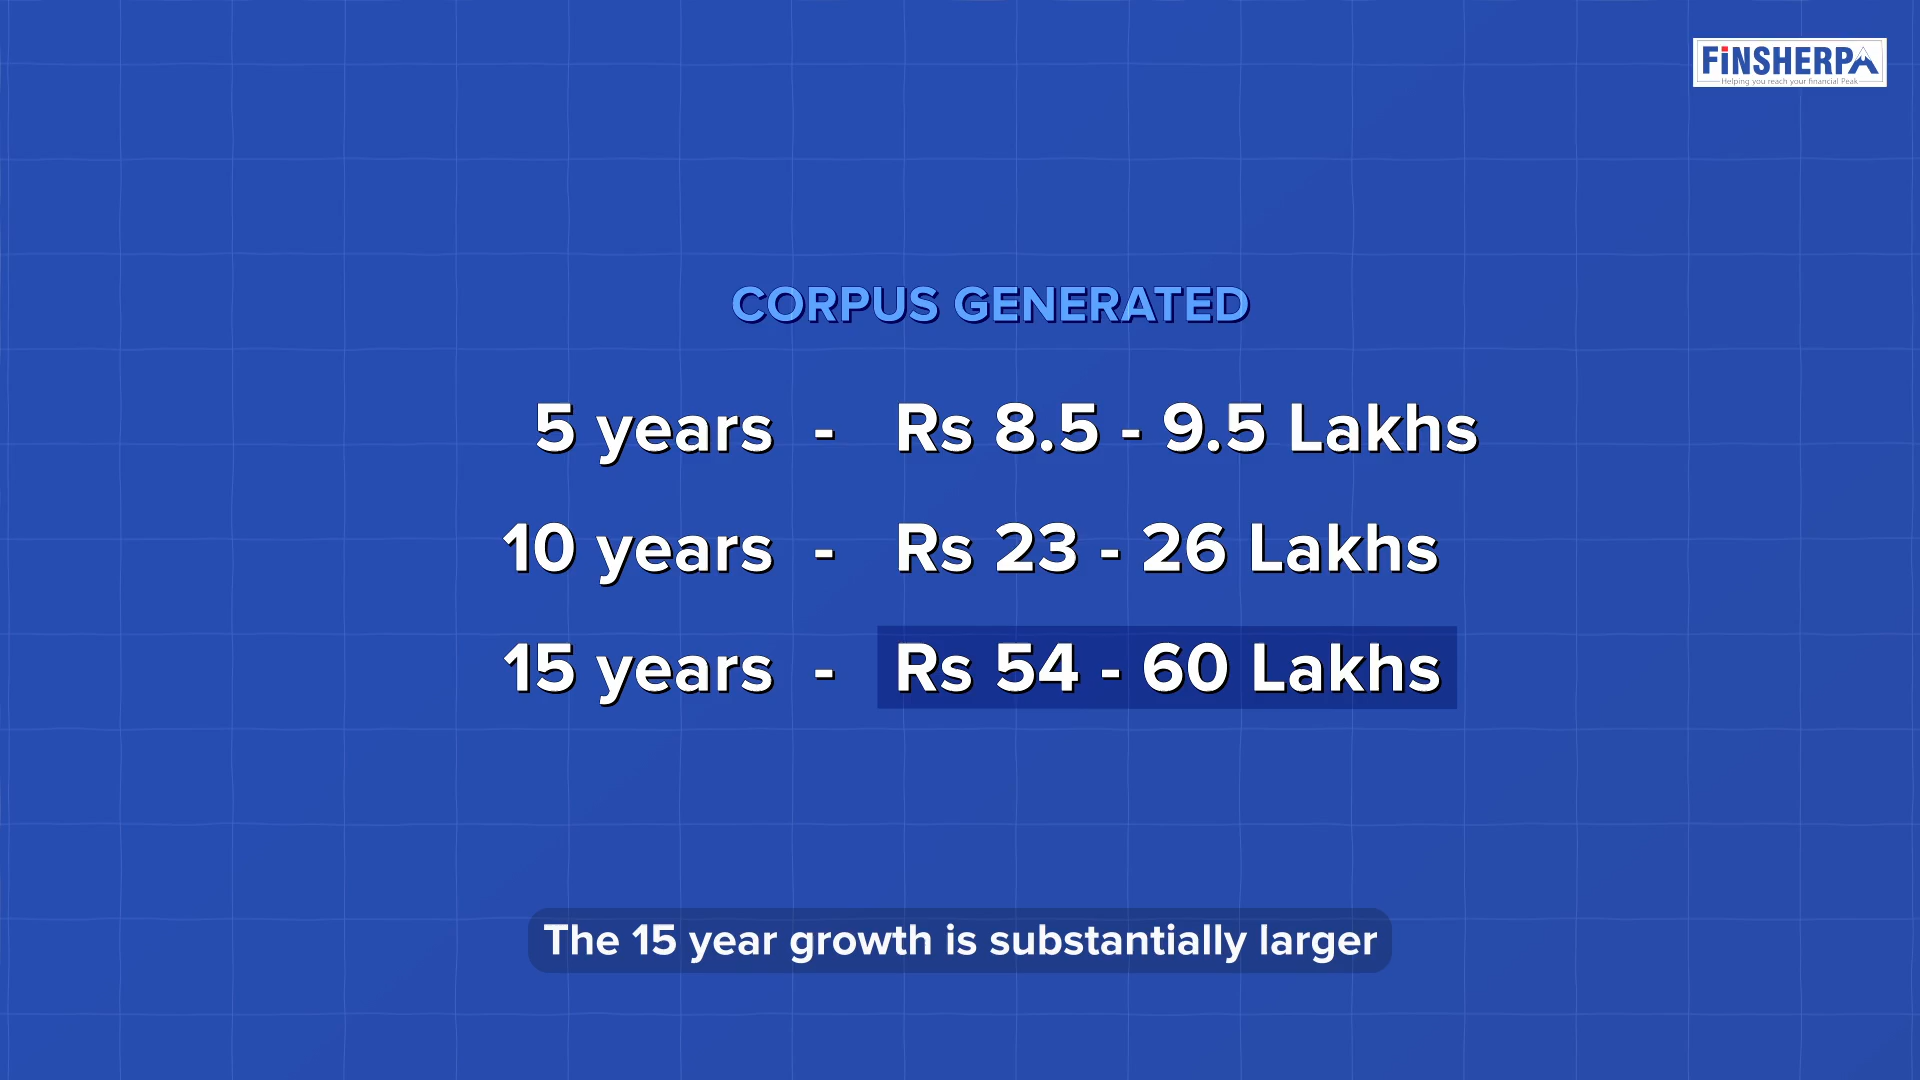 FiNSHERPA
Helping you reach your financial Peak
CORPUS GENERATED
5 years - Rs 8.5 - 9.5 Lakhs
10 years - Rs 23 - 26 Lakhs
15 years - Rs 54 - 60 Lakhs
The 15 year growth is substantially larger